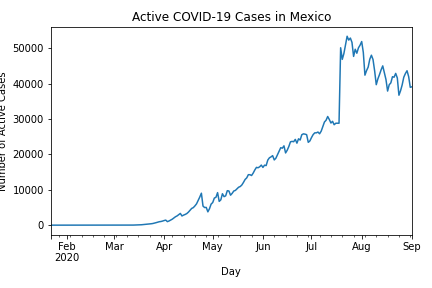 Active COVID-19 Cases in Mexico
Number of Active Cases
50000
40000
30000
20000
10000
0
Feb
2020
Mar
Apr
May
Jun
Jul
Aug
Sep
Day